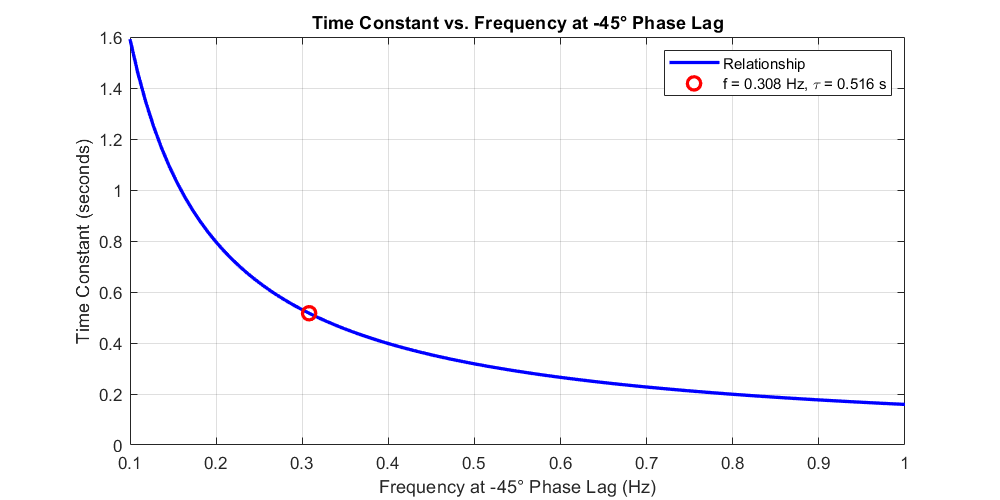 Time Constant vs. Frequency at -45° Phase Lag
Relationship
f = 0.308 Hz, τ = 0.516 s
Time Constant (seconds)
1.6
1.4
1.2
1
0.8
0.6
0.4
0.2
0
0.1 0.2 0.3 0.4 0.5 0.6 0.7 0.8 0.9 1
Frequency at -45° Phase Lag (Hz)